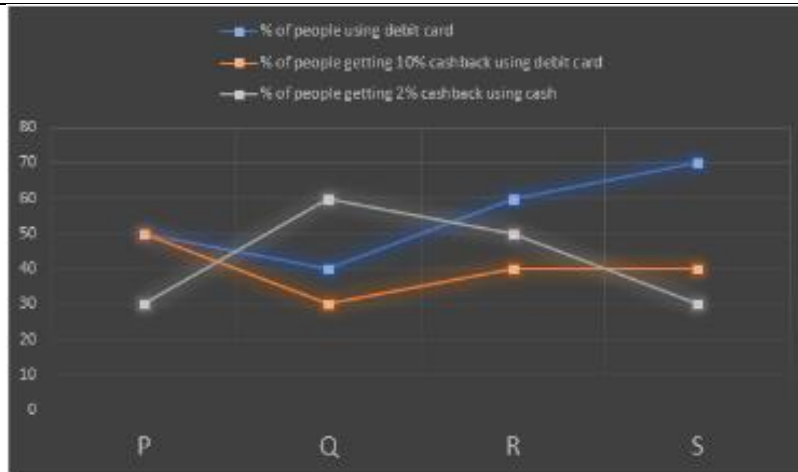 % of people using debit card
% of people getting 10% cashback using debit card
% of people getting 2% cashback using cash
80
70
60
50
40
30
20
10
0
P Q R S